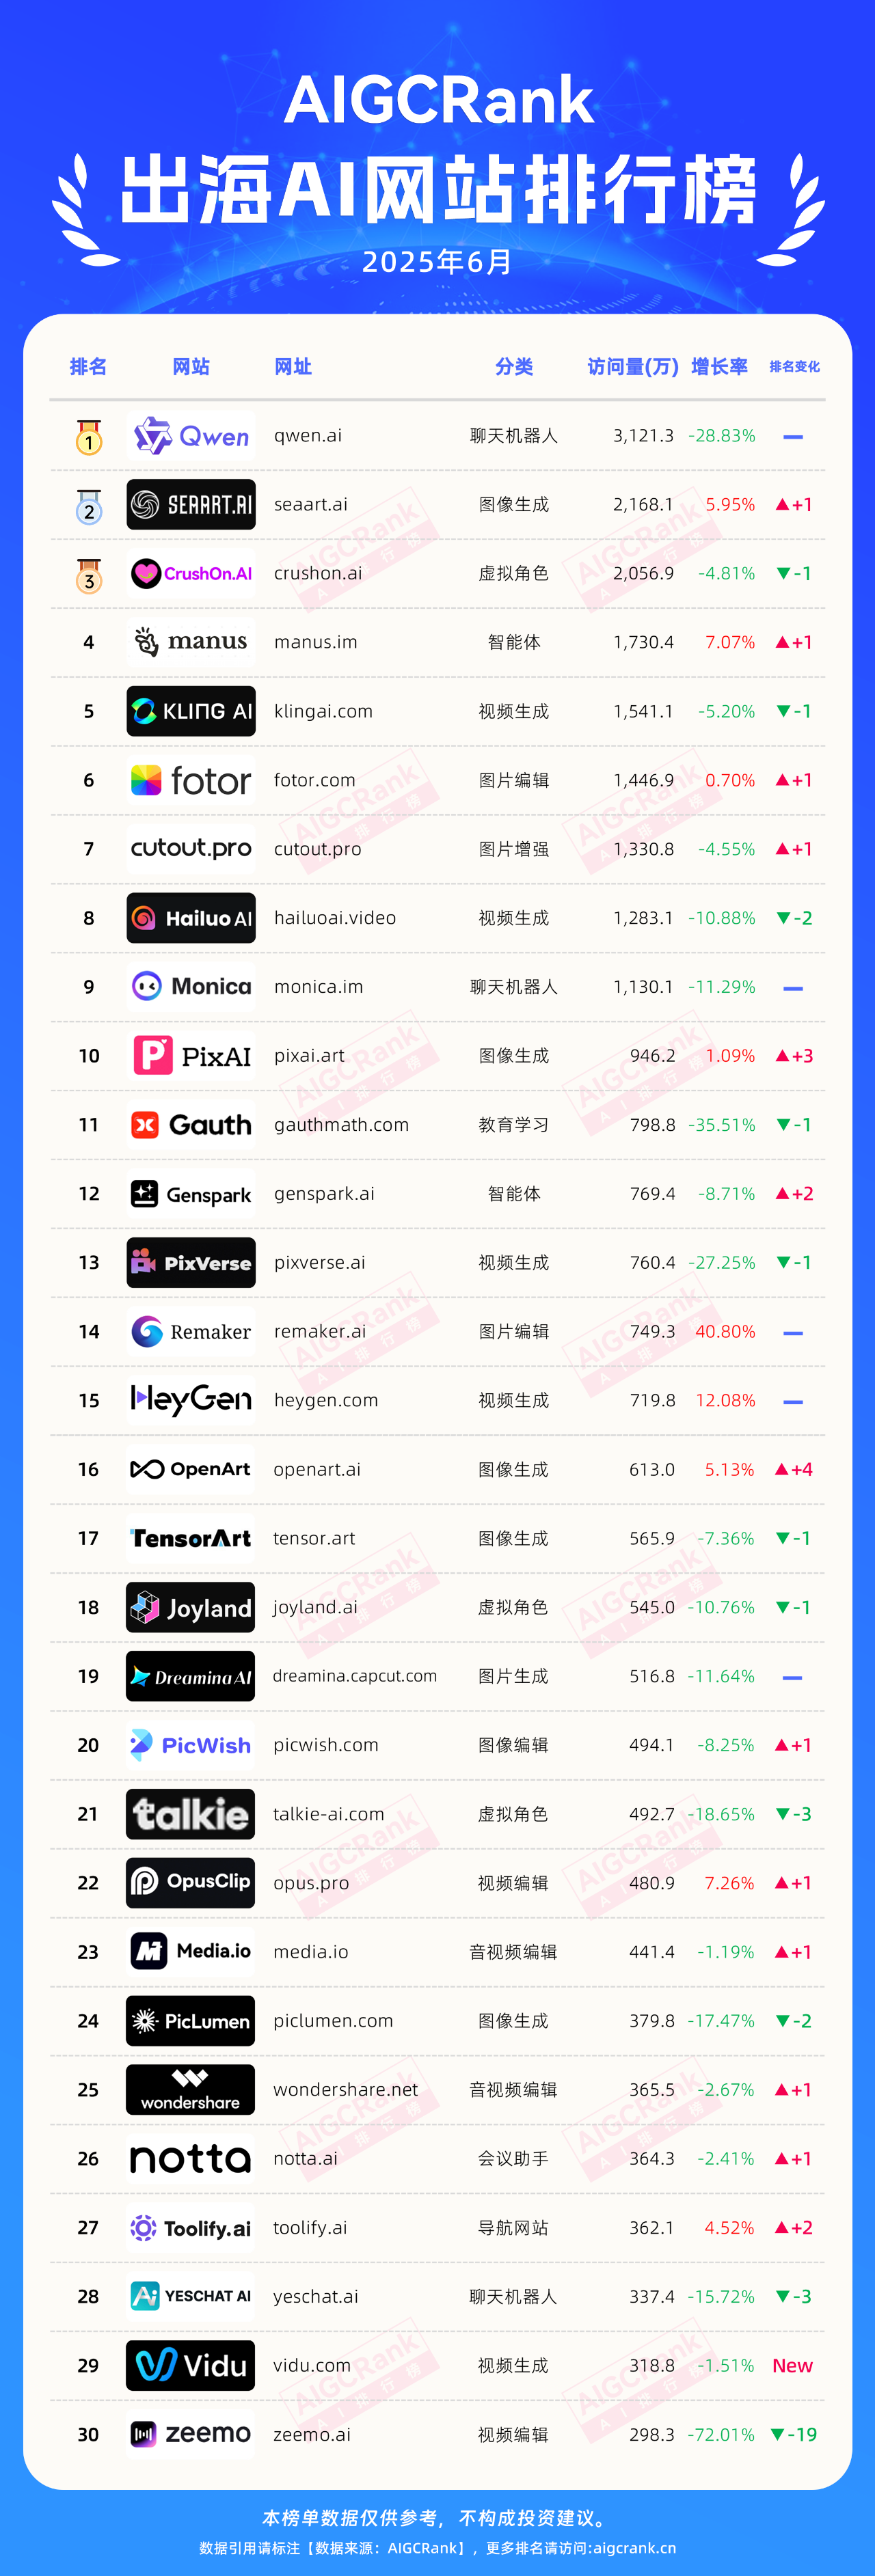 AIGCRank
出海AI网站排行榜
2025年6月
排名 网站 网址 分类 访问量(万) 增长率 排名变化
1 Qwen qwen.ai 聊天机器人 3,121.3 -28.83% —
2 SEAART.AI seaart.ai 图像生成 2,168.1 5.95% ▲+1
3 CrushOn.AI crushon.ai 虚拟角色 2,056.9 -4.81% ▼-1
4 manus manus.im 智能体 1,730.4 7.07% ▲+1
5 KLING AI klingai.com 视频生成 1,541.1 -5.20% ▼-1
6 fotor fotor.com 图片编辑 1,446.9 0.70% ▲+1
7 cutout.pro cutout.pro 图片增强 1,330.8 -4.55% ▲+1
8 Hailuo AI hailuoai.video 视频生成 1,283.1 -10.88% ▼-2
9 Monica monica.im 聊天机器人 1,130.1 -11.29% —
10 PixAI pixai.art 图像生成 946.2 1.09% ▲+3
11 Gauth gauthmath.com 教育学习 798.8 -35.51% ▼-1
12 Genspark genspark.ai 智能体 769.4 -8.71% ▲+2
13 PixVerse pixverse.ai 视频生成 760.4 -27.25% ▼-1
14 Remaker remaker.ai 图片编辑 749.3 40.80% —
15 HeyGen heygen.com 视频生成 719.8 12.08% —
16 OpenArt openart.ai 图像生成 613.0 5.13% ▲+4
17 TensorArt tensor.art 图像生成 565.9 -7.36% ▼-1
18 Joyland joyland.ai 虚拟角色 545.0 -10.76% ▼-1
19 Dreamina AI dreamina.capcut.com 图片生成 516.8 -11.64% —
20 PicWish picwish.com 图像编辑 494.1 -8.25% ▲+1
21 talkie talkie-ai.com 虚拟角色 492.7 -18.65% ▼-3
22 OpusClip opus.pro 视频编辑 480.9 7.26% ▲+1
23 Media.io media.io 音视频编辑 441.4 -1.19% ▲+1
24 PicLumen piclumen.com 图像生成 379.8 -17.47% ▼-2
25 wondershare wondershare.net 音视频编辑 365.5 -2.67% ▲+1
26 notta notta.ai 会议助手 364.3 -2.41% ▲+1
27 Toolify.ai toolify.ai 导航网站 362.1 4.52% ▲+2
28 YESCHAT AI yeschat.ai 聊天机器人 337.4 -15.72% ▼-3
29 Vidu vidu.com 视频生成 318.8 -1.51% New
30 zeemo zeemo.ai 视频编辑 298.3 -72.01% ▼-19
本榜单数据仅供参考，不构成投资建议。
数据引用请标注【数据来源：AIGCRank】，更多排名请访问:aigcrank.cn